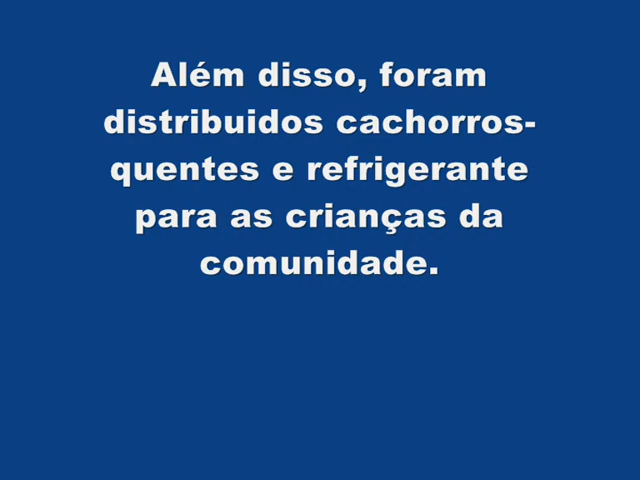 Além disso, foram
distribuidos cachorros-
quentes e refrigerante
para as crianças da
comunidade.